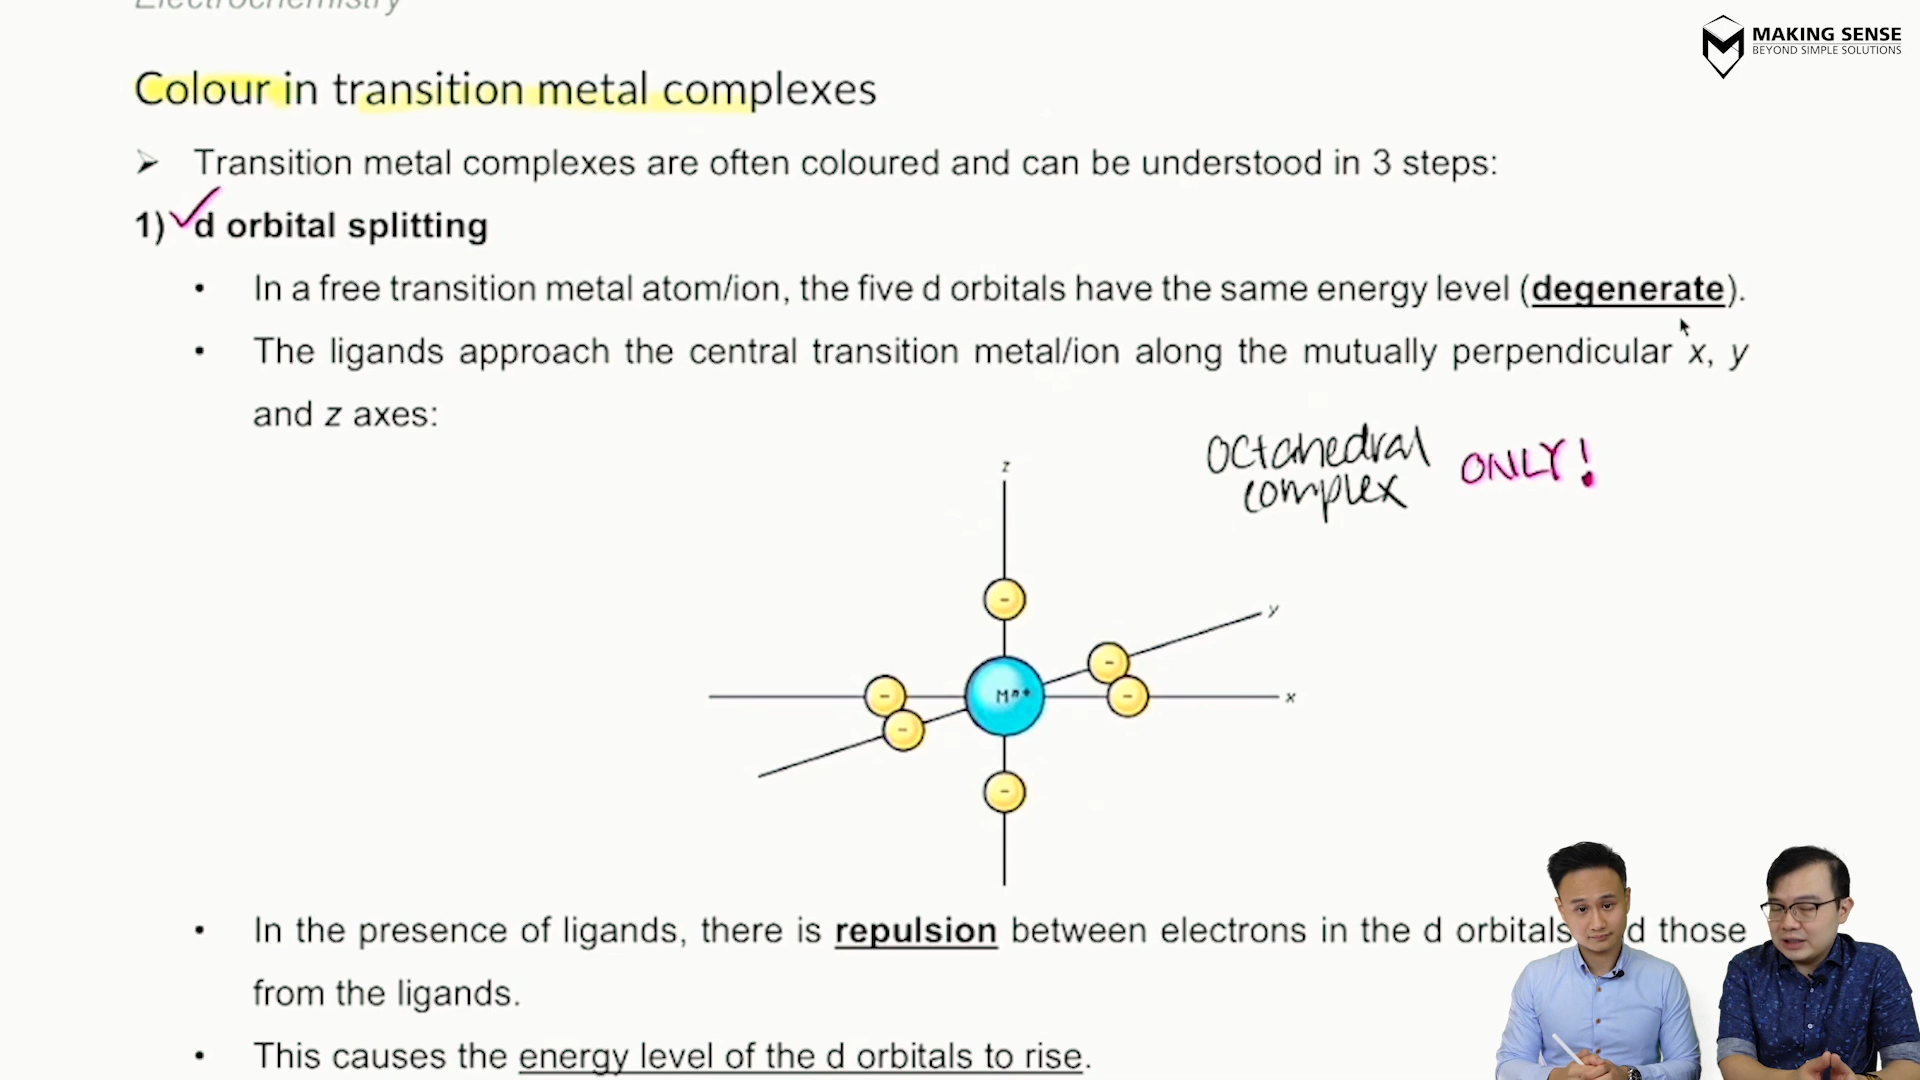 Electrochemistry
MAKING SENSE
BEYOND SIMPLE SOLUTIONS
Colour in transition metal complexes
➤ Transition metal complexes are often coloured and can be understood in 3 steps:
1) d orbital splitting
• In a free transition metal atom/ion, the five d orbitals have the same energy level (degenerate).
• The ligands approach the central transition metal/ion along the mutually perpendicular x, y
and z axes:
Octahedral ONLY!
complex
z
-
y
-
- Mn+ - x
-
-
• In the presence of ligands, there is repulsion between electrons in the d orbitals d those
from the ligands.
• This causes the energy level of the d orbitals to rise.